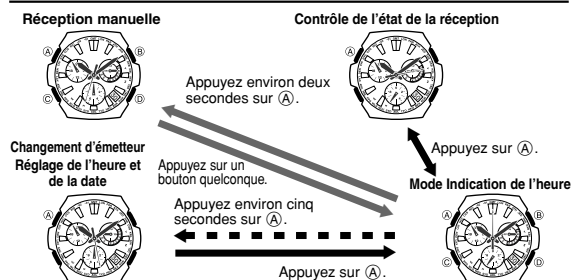 Réception manuelle
Contrôle de l'état de la réception
Ⓐ
Ⓑ
Ⓒ
Ⓓ
Ⓐ
Appuyez environ deux
secondes sur Ⓐ.
Appuyez sur Ⓐ.
Changement d'émetteur
Réglage de l'heure et
de la date
Appuyez sur un
bouton quelconque.
Mode Indication de l'heure
Appuyez environ cinq
secondes sur Ⓐ.
Ⓐ
Ⓐ
Ⓑ
Ⓒ
Ⓓ
Appuyez sur Ⓐ.